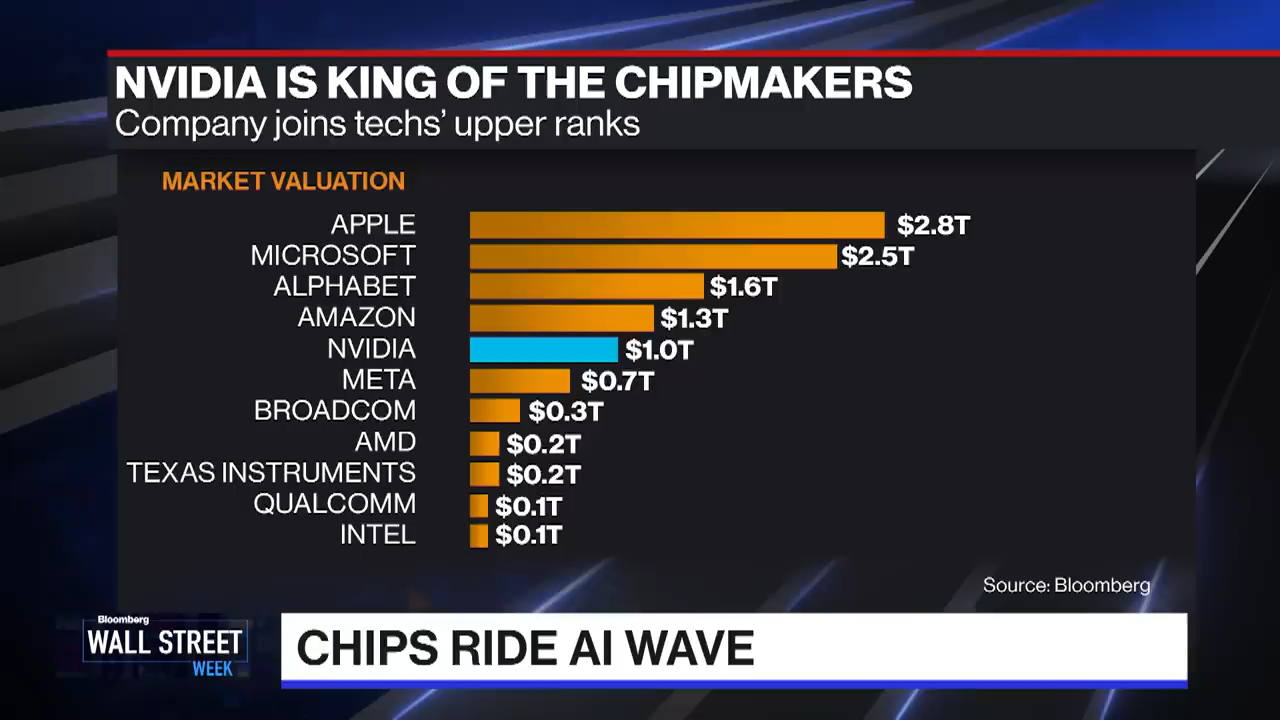 NVIDIA IS KING OF THE CHIPMAKERS
Company joins techs' upper ranks
MARKET VALUATION
APPLE $2.8T
MICROSOFT $2.5T
ALPHABET $1.6T
AMAZON $1.3T
NVIDIA $1.0T
META $0.7T
BROADCOM $0.3T
AMD $0.2T
TEXAS INSTRUMENTS $0.2T
QUALCOMM $0.1T
INTEL $0.1T
Source: Bloomberg
Bloomberg
WALL STREET
WEEK
CHIPS RIDE AI WAVE